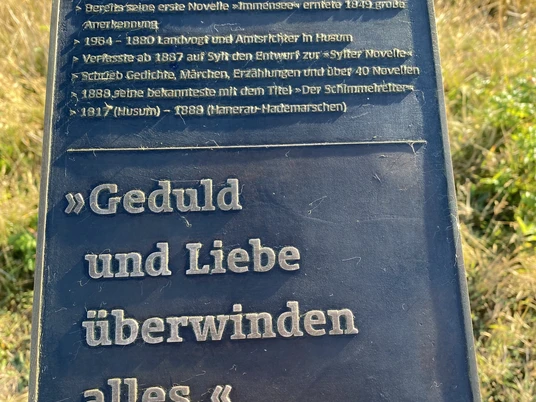 > Bereits seine erste Novelle »Immensee« erntete 1849 große
Anerkennung
> 1964 – 1880 Landvogt und Amtsrichter in Husum
> Verfasste ab 1887 auf Sylt den Entwurf zur »Sylter Novelle«
> Schrieb Gedichte, Märchen, Erzählungen und über 40 Novellen
> 1888 seine bekannteste mit dem Titel »Der Schimmelreiter«
> 1817 (Husum) – 1888 (Hanerau-Hademarschen)
»Geduld
und Liebe
überwinden
alles.«